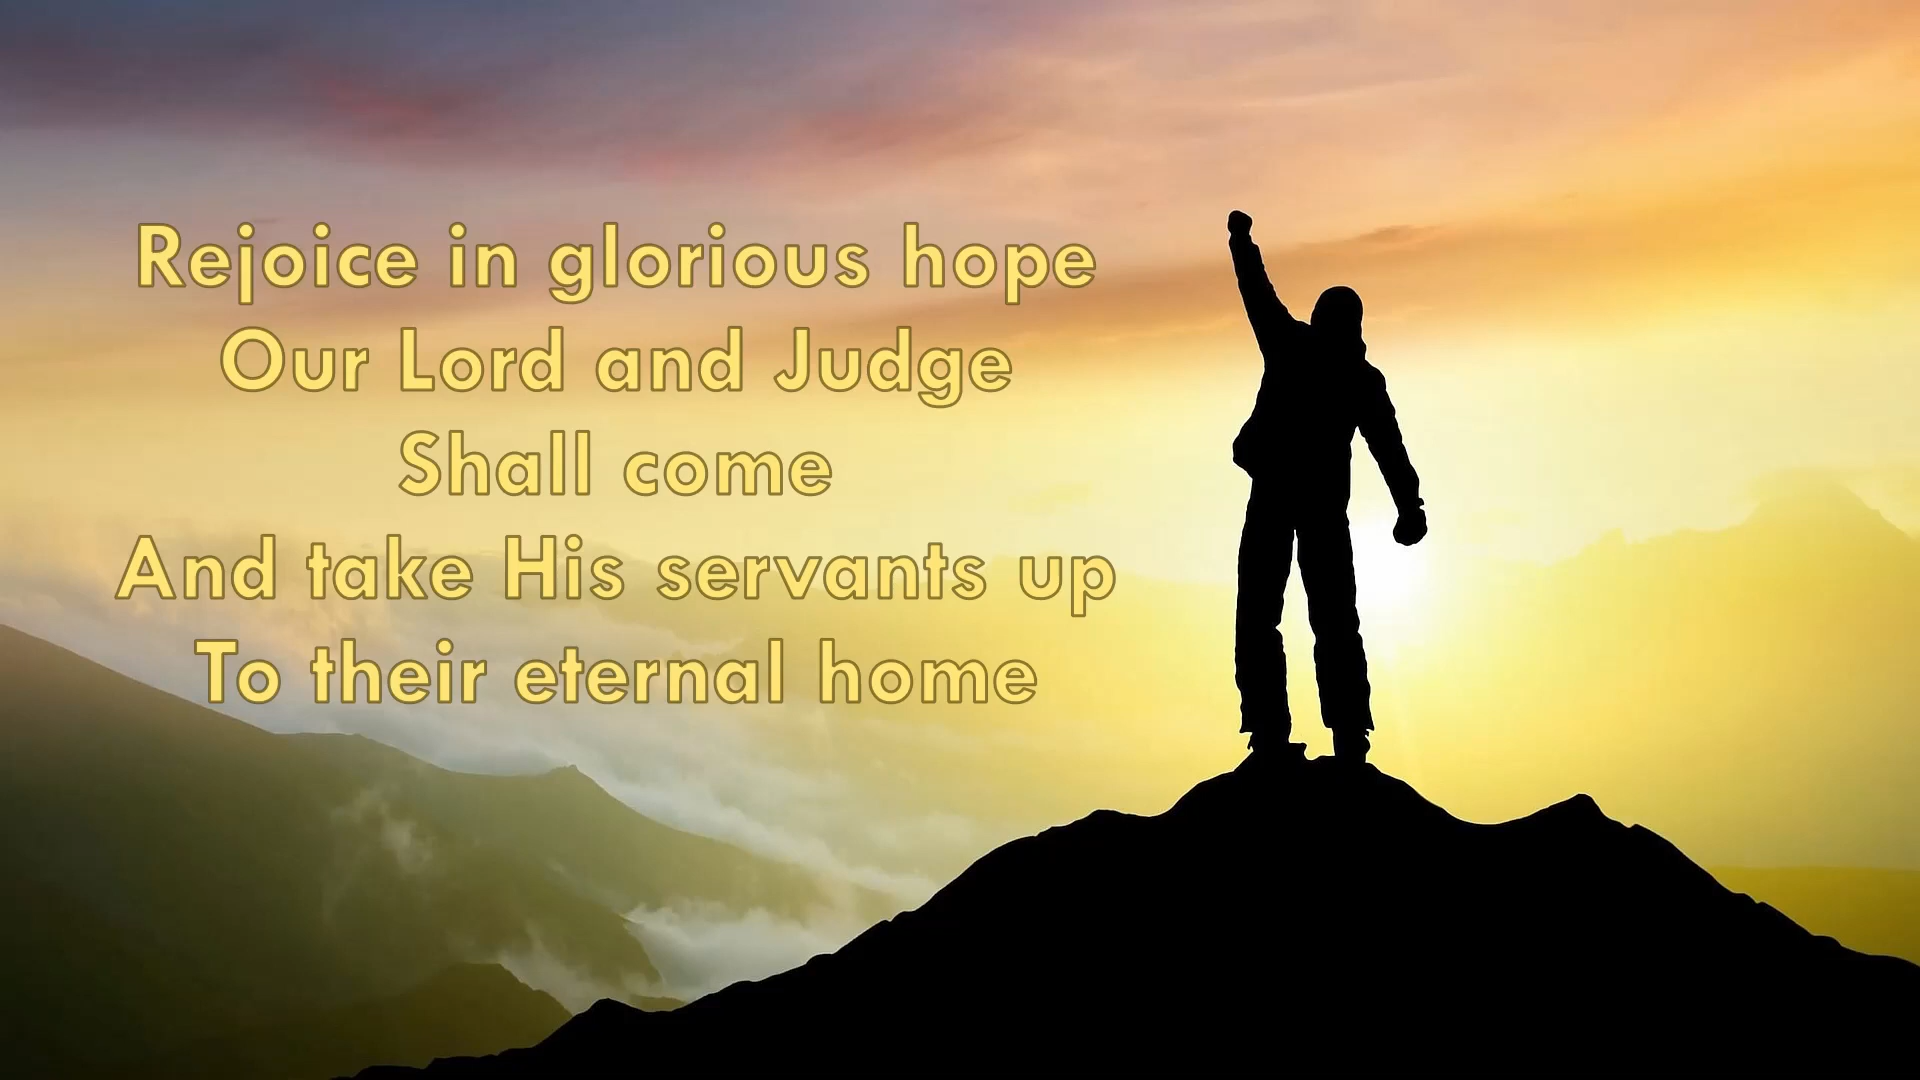 Rejoice in glorious hope
Our Lord and Judge
Shall come
And take His servants up
To their eternal home